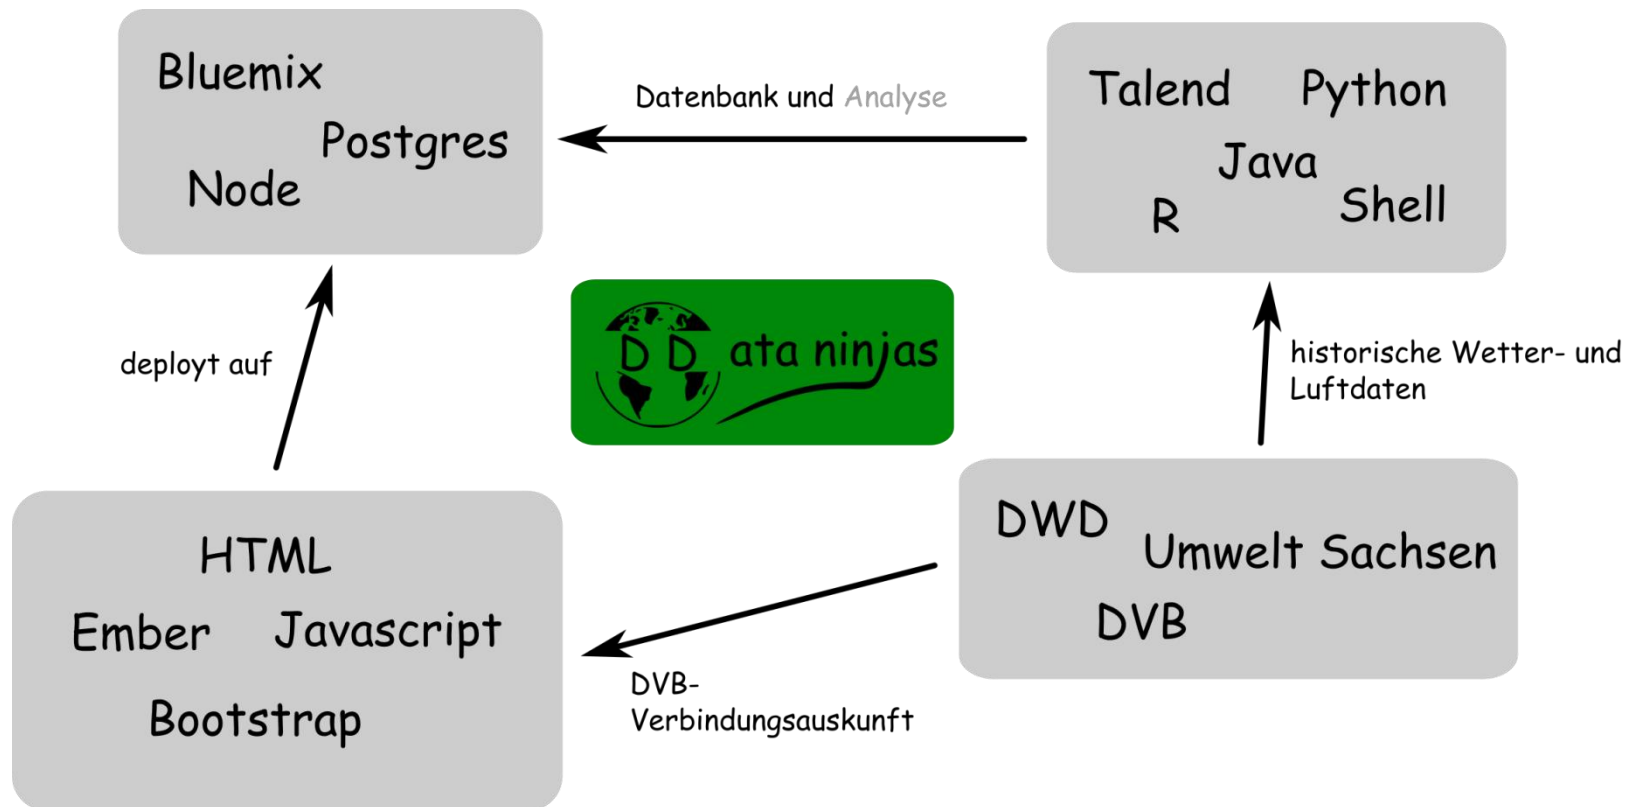 Bluemix
Postgres
Node
Datenbank und Analyse
Talend Python
Java
Shell
R
deployt auf
DD ata ninjas
historische Wetter- und
Luftdaten
HTML
Ember Javascript
Bootstrap
DWD
Umwelt Sachsen
DVB
DVB-
Verbindungsauskunft